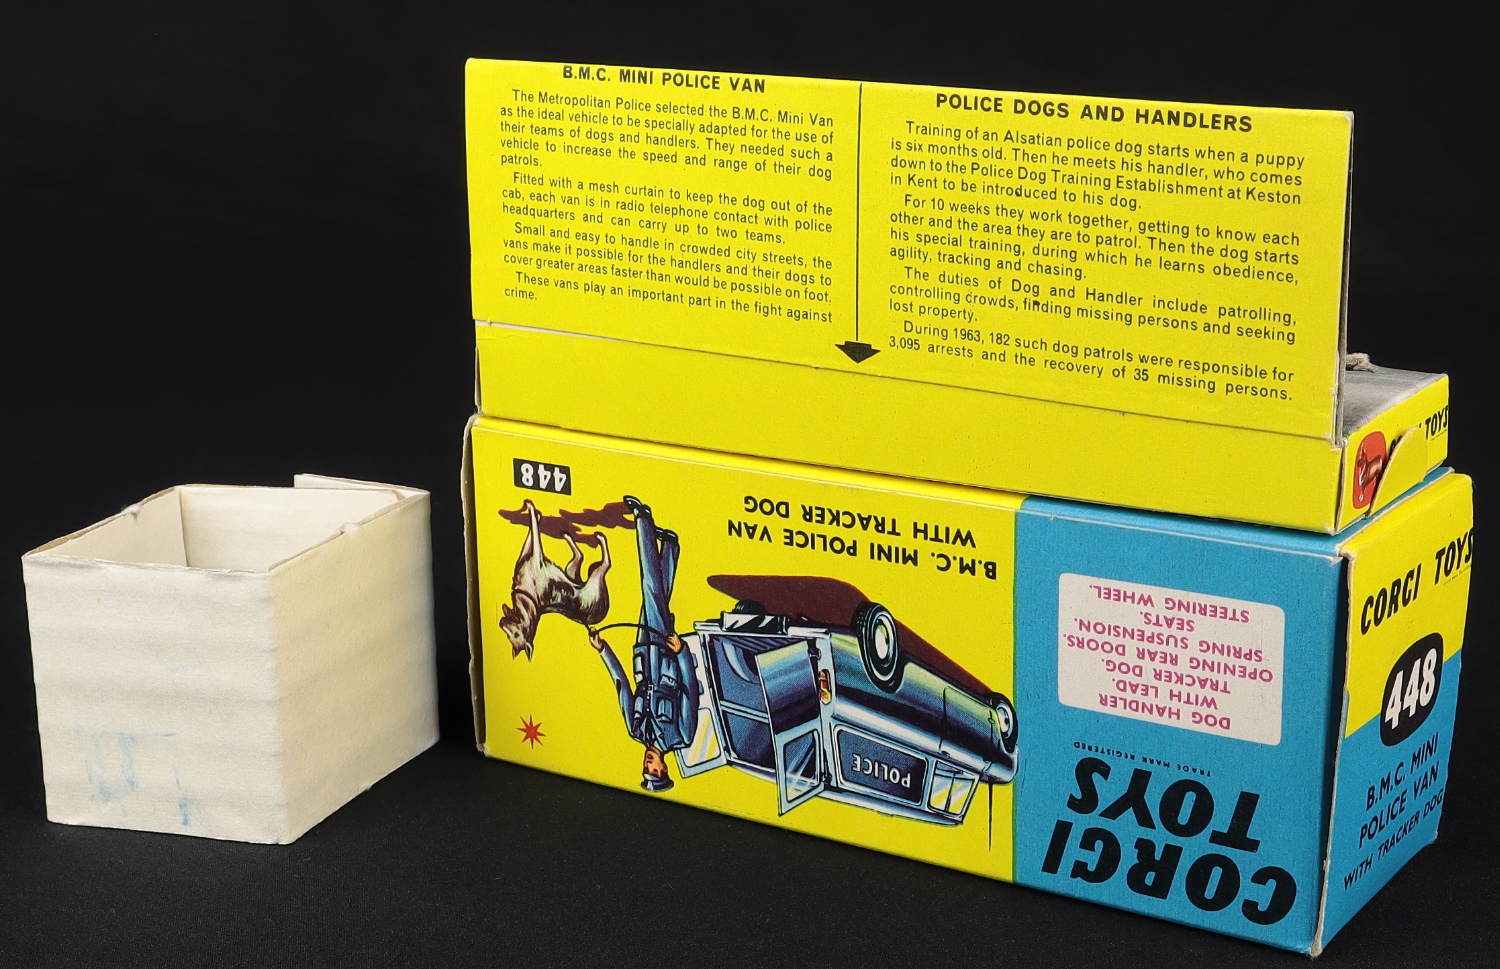 B.M.C. MINI POLICE VAN
The Metropolitan Police selected the B.M.C. Mini Van
as the ideal vehicle to be specially adapted for the use of
their teams of dogs and handlers. They needed such a
vehicle to increase the speed and range of their dog
patrols.
Fitted with a mesh curtain to keep the dog out of the
cab, each van is in radio telephone contact with police
headquarters and can carry up to two teams.
Small and easy to handle in crowded city streets, the
vans make it possible for the handlers and their dogs to
cover greater areas faster than would be possible on foot.
These vans play an important part in the fight against
crime.
POLICE DOGS AND HANDLERS
Training of an Alsatian police dog starts when a puppy
is six months old. Then he meets his handler, who comes
down to the Police Dog Training Establishment at Keston
in Kent to be introduced to his dog.
For 10 weeks they work together, getting to know each
other and the area they are to patrol. Then the dog starts
his special training, during which he learns obedience,
agility, tracking and chasing.
The duties of Dog and Handler include patrolling,
controlling crowds, finding missing persons and seeking
lost property.
During 1963, 182 such dog patrols were responsible for
3,095 arrests and the recovery of 35 missing persons.
TOYS
CORGI
TOYS
TRADE MARK REGISTERED
DOG HANDLER
WITH LEAD.
TRACKER DOG.
OPENING REAR DOORS.
SPRING SUSPENSION.
SEATS.
STEERING WHEEL.
POLICE
B.M.C. MINI POLICE VAN
WITH TRACKER DOG
448
CORGI TOYS
448
B.M.C. MINI
POLICE VAN
WITH TRACKER DOG